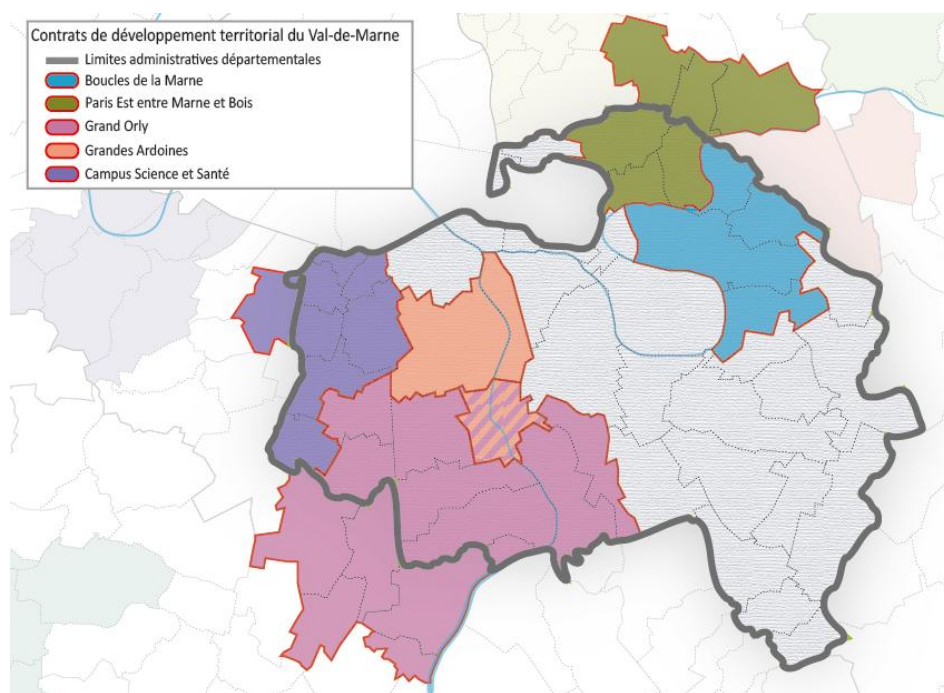 Contrats de développement territorial du Val-de-Marne
Limites administratives départementales
Boucles de la Marne
Paris Est entre Marne et Bois
Grand Orly
Grandes Ardoines
Campus Science et Santé